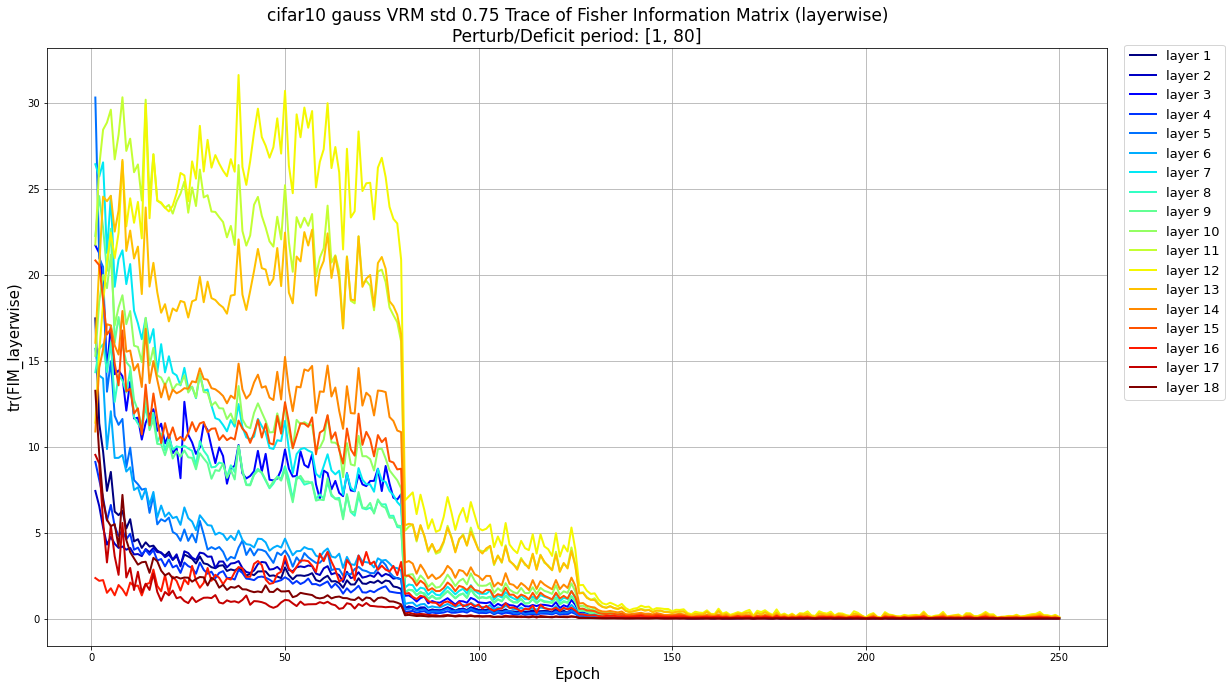 cifar10 gauss VRM std 0.75 Trace of Fisher Information Matrix (layerwise)
Perturb/Deficit period: [1, 80]
tr(FIM_layerwise)
30
25
20
15
10
5
0
0
50
100
150
200
250
Epoch
layer 1
layer 2
layer 3
layer 4
layer 5
layer 6
layer 7
layer 8
layer 9
layer 10
layer 11
layer 12
layer 13
layer 14
layer 15
layer 16
layer 17
layer 18